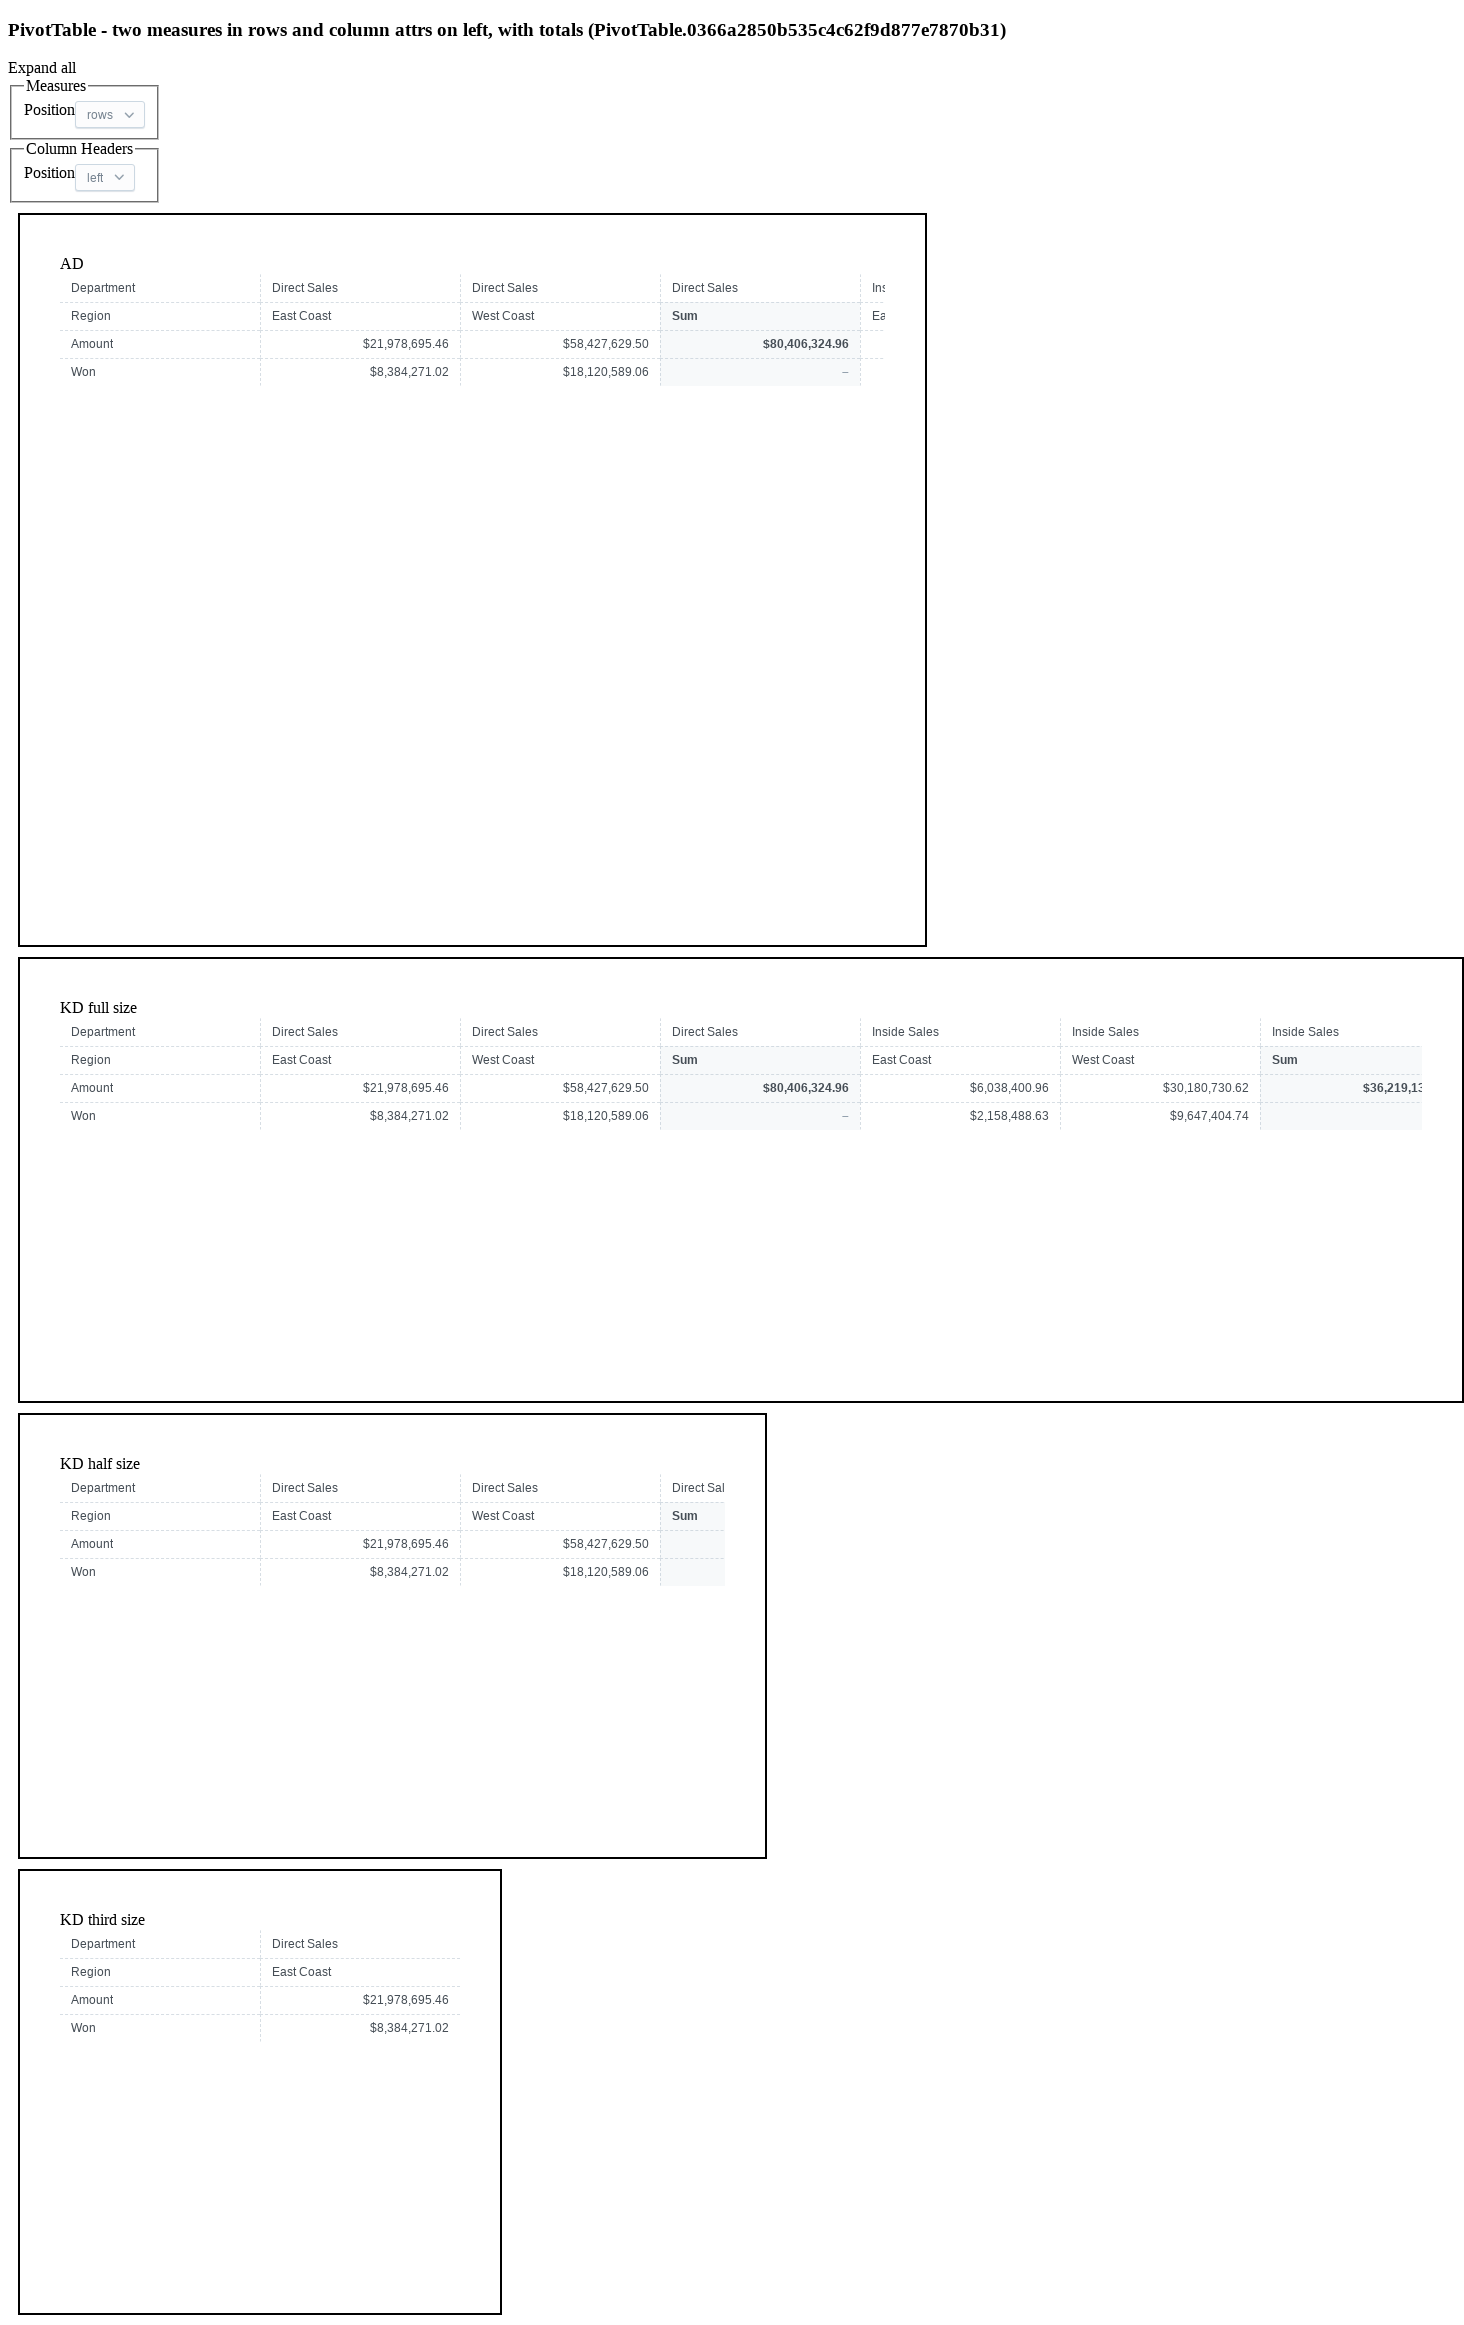 PivotTable - two measures in rows and column attrs on left, with totals (PivotTable.0366a2850b535c4c62f9d877e7870b31)
Expand all
Measures
Position rows
Column Headers
Position left
AD
Department Direct Sales Direct Sales Direct Sales
Region East Coast West Coast Sum
Amount $21,978,695.46 $58,427,629.50 $80,406,324.96
Won $8,384,271.02 $18,120,589.06 –
KD full size
Department Direct Sales Direct Sales Direct Sales Inside Sales Inside Sales Inside Sales
Region East Coast West Coast Sum East Coast West Coast Sum
Amount $21,978,695.46 $58,427,629.50 $80,406,324.96 $6,038,400.96 $30,180,730.62 $36,219,13
Won $8,384,271.02 $18,120,589.06 – $2,158,488.63 $9,647,404.74
KD half size
Department Direct Sales Direct Sales Direct Sal
Region East Coast West Coast Sum
Amount $21,978,695.46 $58,427,629.50
Won $8,384,271.02 $18,120,589.06
KD third size
Department Direct Sales
Region East Coast
Amount $21,978,695.46
Won $8,384,271.02